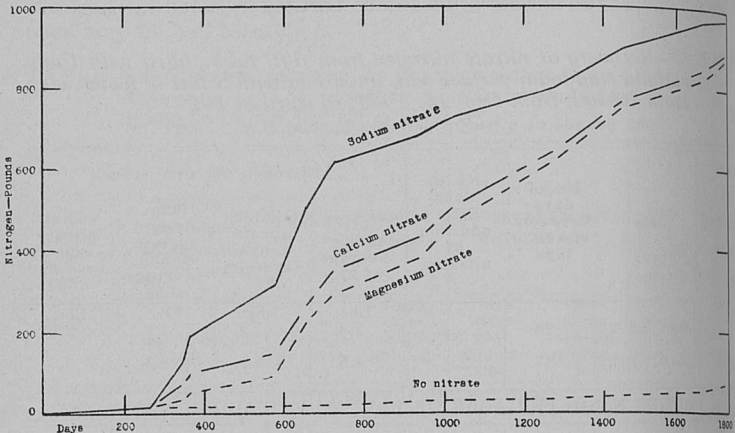 1000
800
600
400
200
0
Nitrogen—Pounds
Sodium nitrate
Calcium nitrate
Magnesium nitrate
No nitrate
Days 200 400 600 800 1000 1200 1400 1600 1800